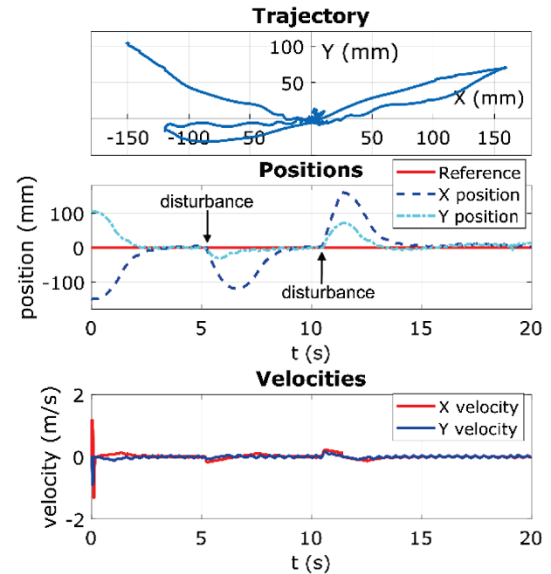 Trajectory
100
Y (mm)
50
X (mm)
-150 -100 -50 50 100 150
Positions
Reference
X position
Y position
disturbance
100
0
-100
position (mm)
disturbance
0 5 10 15 20
t (s)
Velocities
X velocity
Y velocity
2
0
-2
velocity (m/s)
0 5 10 15 20
t (s)